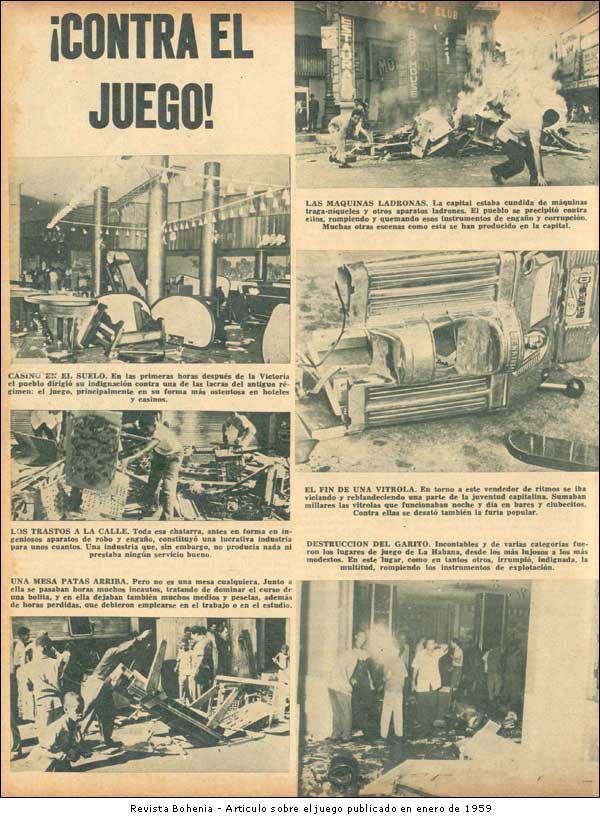 ¡CONTRA EL
JUEGO!
CASINO EN EL SUELO. En las primeras horas después de la Victoria
el pueblo dirigió su indignación contra una de las lacras del antiguo ré-
gimen: el juego, principalmente en su forma más ostentosa en hoteles
y casinos.
LOS TRASTOS A LA CALLE. Toda esa chatarra, antes en forma en in-
geniosos aparatos de robo y engaño, constituyó una lucrativa industria
para unos cuantos. Una industria que, sin embargo, no producía nada ni
prestaba ningún servicio bueno.
UNA MESA PATAS ARRIBA. Pero no es una mesa cualquiera. Junto a
ella se pasaban horas muchos incautos, tratando de dominar el curso de
una bolita, y en ella dejaban también muchos medios y pesetas, además
de horas perdidas, que debieron emplearse en el trabajo o en el estudio.
CLUB
LAS MAQUINAS LADRONAS. La capital estaba cundida de máquinas
traga-níqueles y otros aparatos ladrones. El pueblo se precipitó contra
ellos, rompiendo y quemando esos instrumentos de engaño y corrupción.
Muchas otras escenas como esta se han producido en la capital.
EL FIN DE UNA VITROLA. En torno a este vendedor de ritmos se iba
viciando y reblandeciendo una parte de la juventud capitalina. Sumaban
millares las vitrolas que funcionaban noche y día en bares y clubecitos.
Contra ellas se desató también la furia popular.
DESTRUCCION DEL GARITO. Incontables y de varias categorías fue-
ron los lugares de juego de La Habana, desde los más lujosos a los más
modestos. En este lugar, como en tantos otros, irrumpió, indignada, la
multitud, rompiendo los instrumentos de explotación.
Revista Bohenia - Articulo sobre el juego publicado en enero de 1959